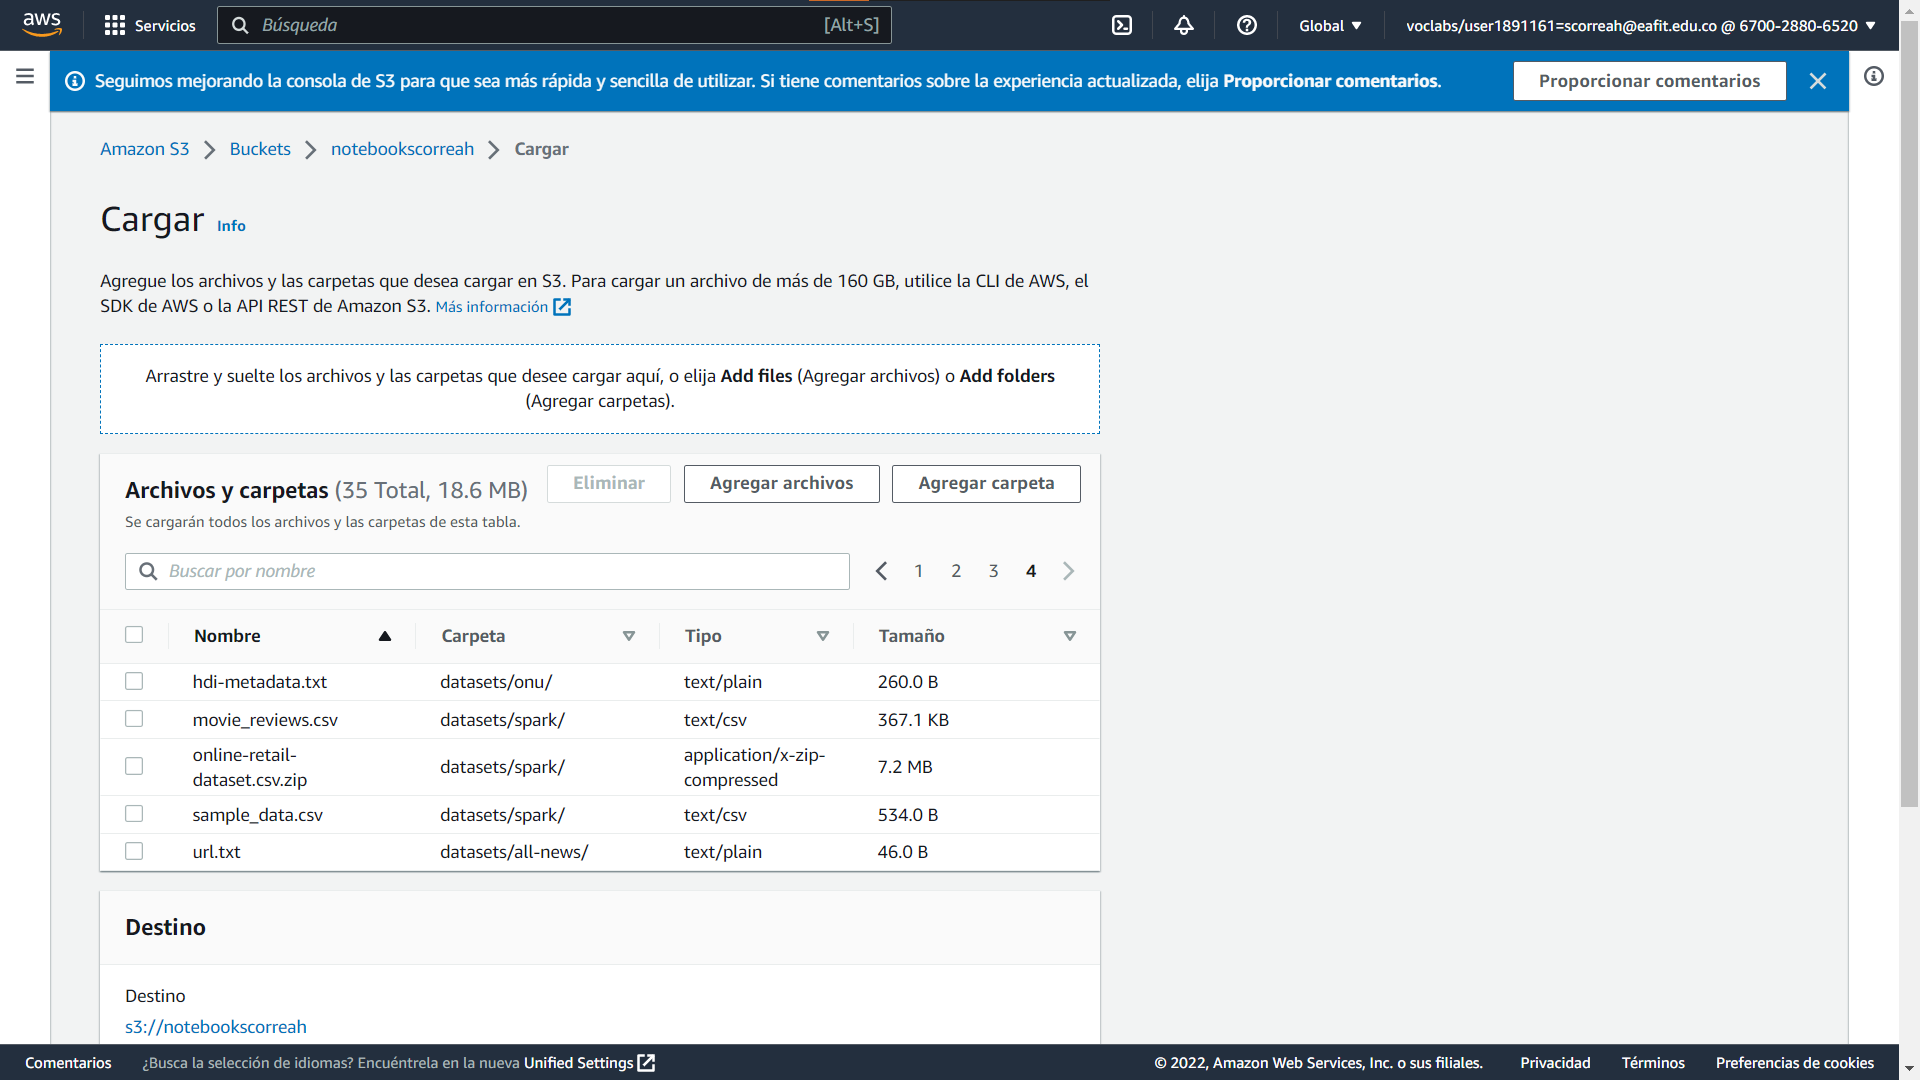 aws
Servicios
Búsqueda
[Alt+S]
Global
voclabs/user1891161=scorreah@eafit.edu.co @ 6700-2880-6520
Seguimos mejorando la consola de S3 para que sea más rápida y sencilla de utilizar. Si tiene comentarios sobre la experiencia actualizada, elija Proporcionar comentarios.
Proporcionar comentarios
Amazon S3
Buckets
notebookscorreah
Cargar
Cargar
Info
Agregue los archivos y las carpetas que desea cargar en S3. Para cargar un archivo de más de 160 GB, utilice la CLI de AWS, el
SDK de AWS o la API REST de Amazon S3. Más información
Arrastre y suelte los archivos y las carpetas que desee cargar aquí, o elija Add files (Agregar archivos) o Add folders
(Agregar carpetas).
Archivos y carpetas (35 Total, 18.6 MB)
Eliminar
Agregar archivos
Agregar carpeta
Se cargarán todos los archivos y las carpetas de esta tabla.
Buscar por nombre
1 2 3 4
Nombre Carpeta Tipo Tamaño
hdi-metadata.txt datasets/onu/ text/plain 260.0 B
movie_reviews.csv datasets/spark/ text/csv 367.1 KB
online-retail-
dataset.csv.zip
datasets/spark/
application/x-zip-
compressed
7.2 MB
sample_data.csv datasets/spark/ text/csv 534.0 B
url.txt datasets/all-news/ text/plain 46.0 B
Destino
Destino
s3://notebookscorreah
Comentarios
¿Busca la selección de idiomas? Encuéntrela en la nueva Unified Settings
© 2022, Amazon Web Services, Inc. o sus filiales.
Privacidad
Términos
Preferencias de cookies